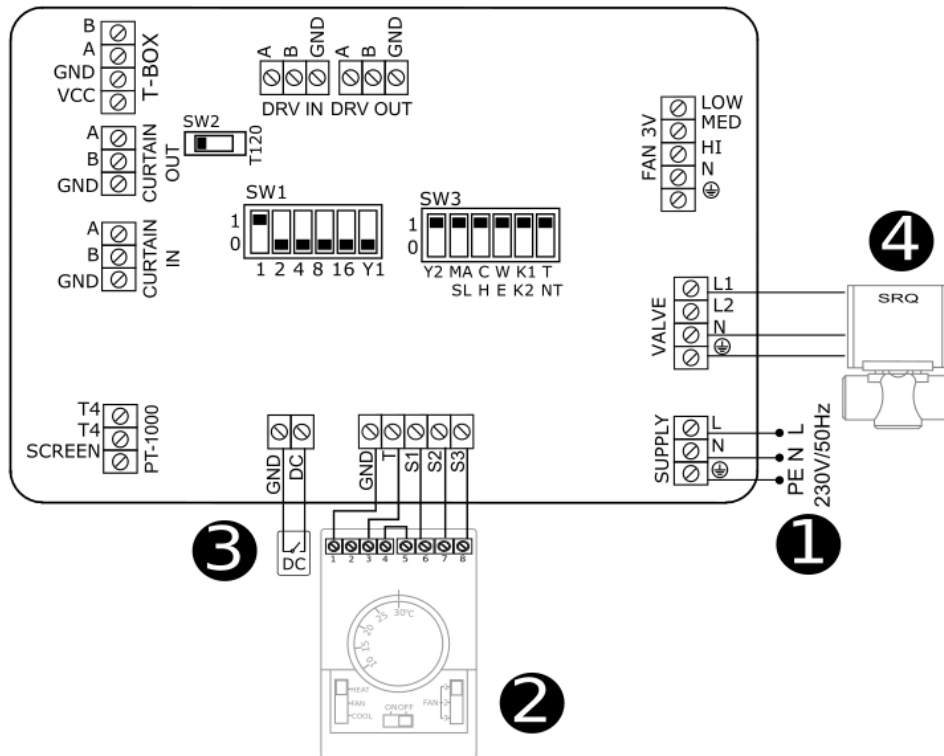 B
A
GND
VCC
T-BOX
A
B
GND
DRV IN
A
B
GND
DRV OUT
LOW
MED
HI
N
FAN 3V
A
B
GND
CURTAIN
OUT
SW2
T120
SW1
1
0
1 2 4 8 16 Y1
SW3
1
0
Y2 MA C W K1 T
SL H E K2 NT
A
B
GND
CURTAIN
IN
4
SRQ
L1
L2
N
VALVE
T4
T4
SCREEN
PT-1000
GND
DC
GND
T
S1
S2
S3
L
N
SUPPLY
L
N
PE
230V/50Hz
1
3
DC
1 2 3 4 5 6 7 8
10
15
20
25
30°C
HEAT
FAN
COOL
ON OFF
FAN
1
2
3
2